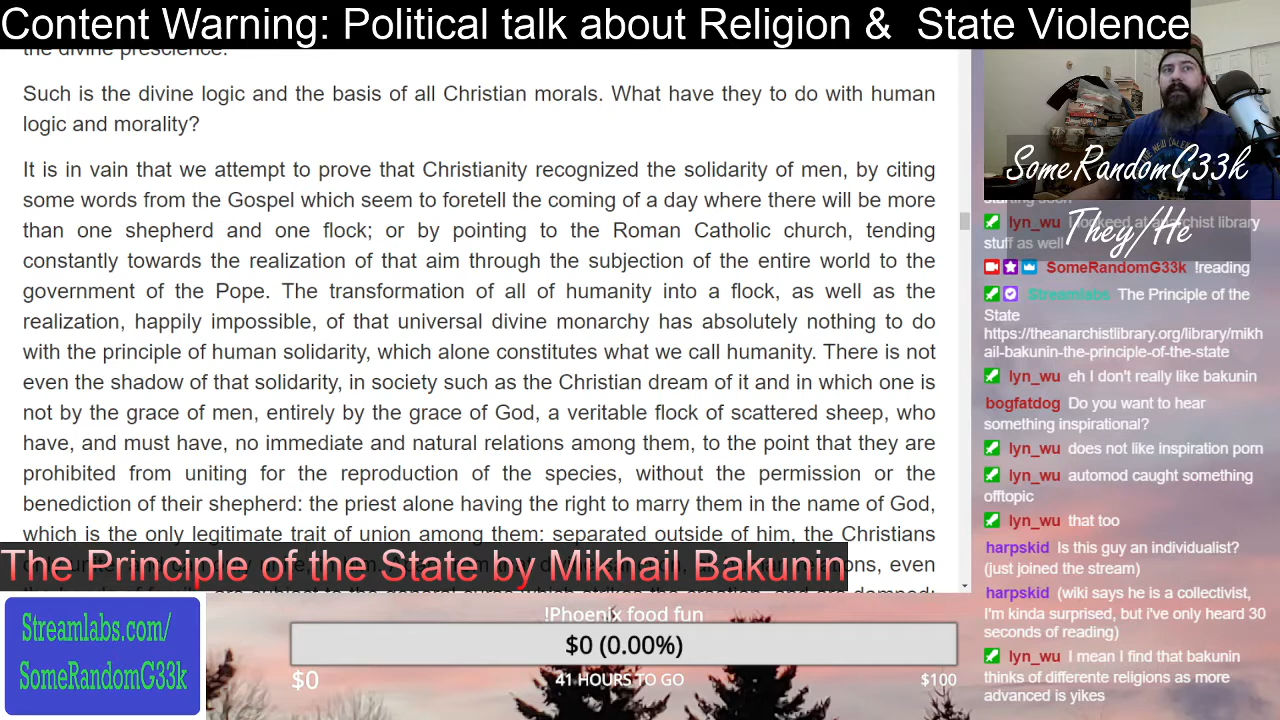 Content Warning: Political talk about Religion & State Violence
the divine prescience.
Such is the divine logic and the basis of all Christian morals. What have they to do with human
logic and morality?
It is in vain that we attempt to prove that Christianity recognized the solidarity of men, by citing
some words from the Gospel which seem to foretell the coming of a day where there will be more
than one shepherd and one flock; or by pointing to the Roman Catholic church, tending
constantly towards the realization of that aim through the subjection of the entire world to the
government of the Pope. The transformation of all of humanity into a flock, as well as the
realization, happily impossible, of that universal divine monarchy has absolutely nothing to do
with the principle of human solidarity, which alone constitutes what we call humanity. There is not
even the shadow of that solidarity, in society such as the Christian dream of it and in which one is
not by the grace of men, entirely by the grace of God, a veritable flock of scattered sheep, who
have, and must have, no immediate and natural relations among them, to the point that they are
prohibited from uniting for the reproduction of the species, without the permission or the
benediction of their shepherd: the priest alone having the right to marry them in the name of God,
which is the only legitimate trait of union among them: separated outside of him, the Christians
even
The Principle of the State by Mikhail Bakunin
Streamlabs.com/
SomeRandomG33k
!Phoenix food fun
$0 (0.00%)
$0
41 HOURS TO GO
$100
SomeRandomG33k
They/He
starting soon
lyn_wu I looked at anarchist library
stuff as well
SomeRandomG33k !reading
Streamlabs The Principle of the
State
https://theanarchistlibrary.org/library/mikh
ail-bakunin-the-principle-of-the-state
lyn_wu eh I don't really like bakunin
bogfatdog Do you want to hear
something inspirational?
lyn_wu does not like inspiration porn
lyn_wu automod caught something
offtopic
lyn_wu that too
harpskid Is this guy an individualist?
(just joined the stream)
harpskid (wiki says he is a collectivist,
I'm kinda surprised, but i've only heard 30
seconds of reading)
lyn_wu I mean I find that bakunin
thinks of differente religions as more
advanced is yikes